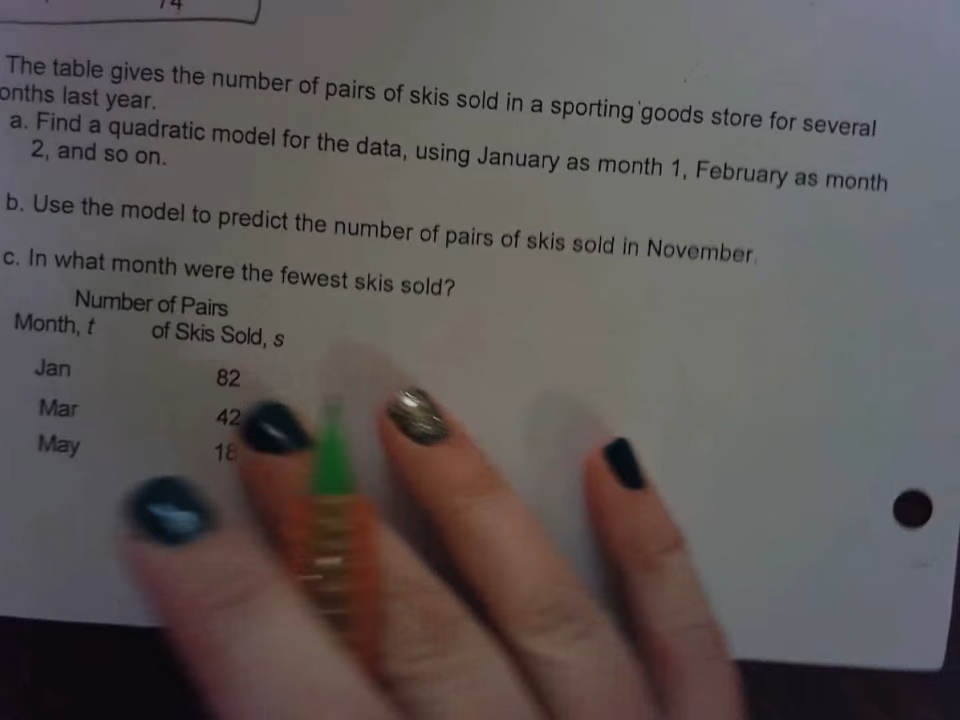 74
The table gives the number of pairs of skis sold in a sporting goods store for several
onths last year.
a. Find a quadratic model for the data, using January as month 1, February as month
2, and so on.
b. Use the model to predict the number of pairs of skis sold in November.
c. In what month were the fewest skis sold?
Number of Pairs
Month, t of Skis Sold, s
Jan 82
Mar 42
May 18